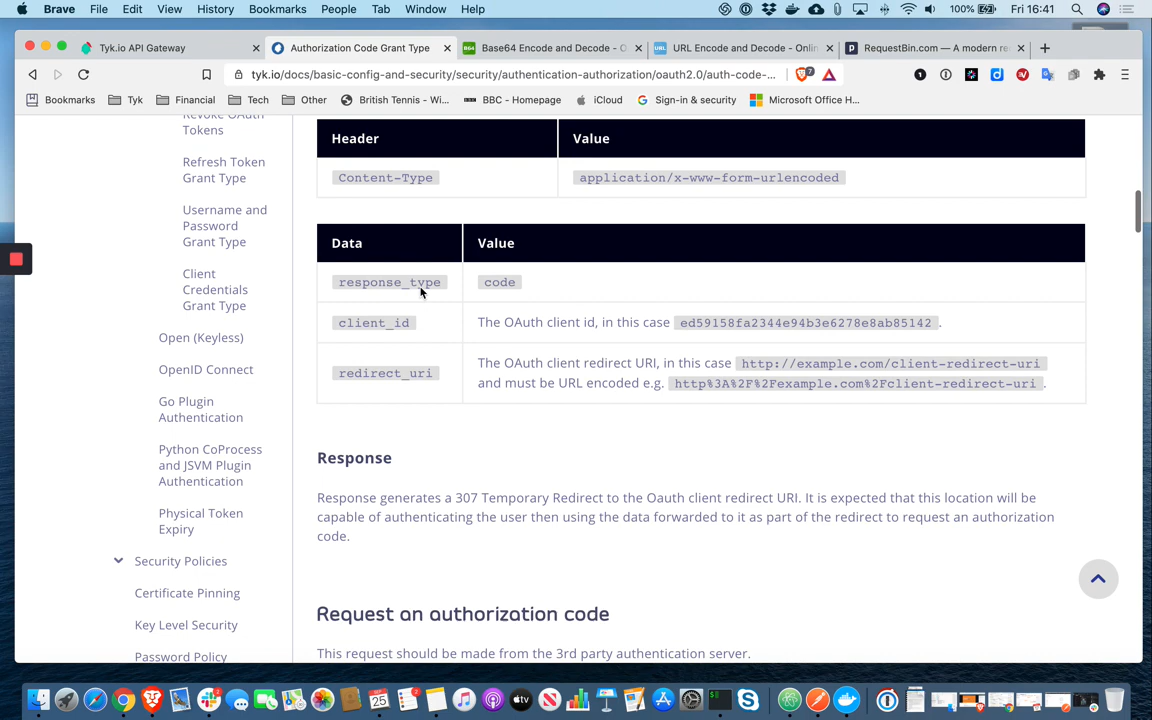 Brave File Edit View History Bookmarks People Tab Window Help 100% Fri 16:41
Tyk.io API Gateway × Authorization Code Grant Type × Base64 Encode and Decode - O × URL Encode and Decode - Onlin × RequestBin.com — A modern re × +
tyk.io/docs/basic-config-and-security/security/authentication-authorization/oauth2.0/auth-code-... 7
Bookmarks Tyk Financial Tech Other British Tennis - Wi... BBC - Homepage iCloud Sign-in & security Microsoft Office H...
Revoke OAuth
Tokens
Refresh Token
Grant Type
Username and
Password
Grant Type
Client
Credentials
Grant Type
Open (Keyless)
OpenID Connect
Go Plugin
Authentication
Python CoProcess
and JSVM Plugin
Authentication
Physical Token
Expiry
Security Policies
Certificate Pinning
Key Level Security
Password Policy
Header Value
Content-Type application/x-www-form-urlencoded
Data Value
response_type code
client_id The OAuth client id, in this case ed59158fa2344e94b3e6278e8ab85142 .
redirect_uri The OAuth client redirect URI, in this case http://example.com/client-redirect-uri
and must be URL encoded e.g. http%3A%2F%2Fexample.com%2Fclient-redirect-uri .
Response
Response generates a 307 Temporary Redirect to the Oauth client redirect URI. It is expected that this location will be
capable of authenticating the user then using the data forwarded to it as part of the redirect to request an authorization
code.
Request an authorization code
This request should be made from the 3rd party authentication server.